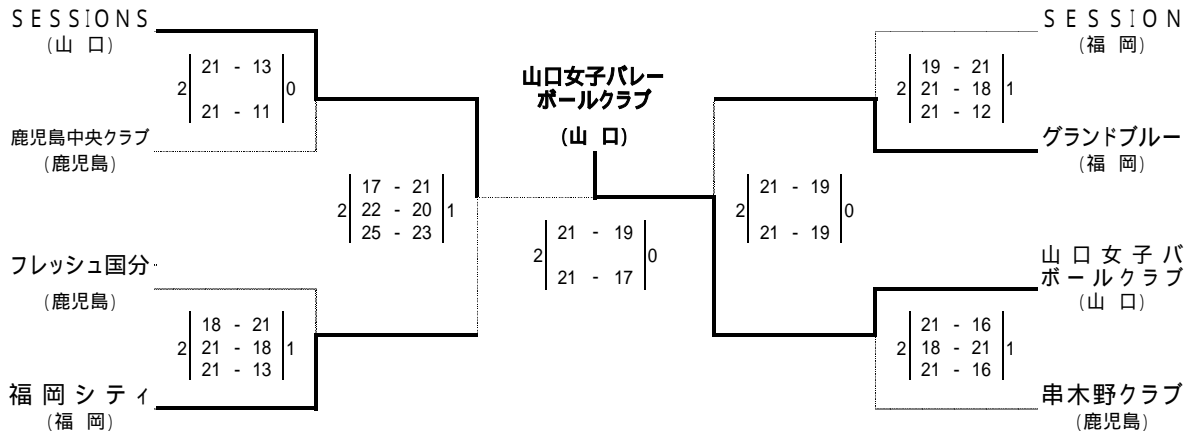 SESSIONS
(山 口)
2 21 - 13 0
21 - 11
鹿児島中央クラブ
(鹿児島)
2 17 - 21 1
22 - 20
25 - 23
フレッシュ国分
(鹿児島)
2 18 - 21 1
21 - 18
21 - 13
福岡シティ
(福 岡)
山口女子バレー
ボールクラブ
(山 口)
2 21 - 19 0
21 - 17
SESSION
(福 岡)
2 19 - 21 1
21 - 18
21 - 12
グランドブルー
(福 岡)
2 21 - 19 0
21 - 19
山口女子バ
ボールクラブ
(山 口)
2 21 - 16 1
18 - 21
21 - 16
串木野クラブ
(鹿児島)